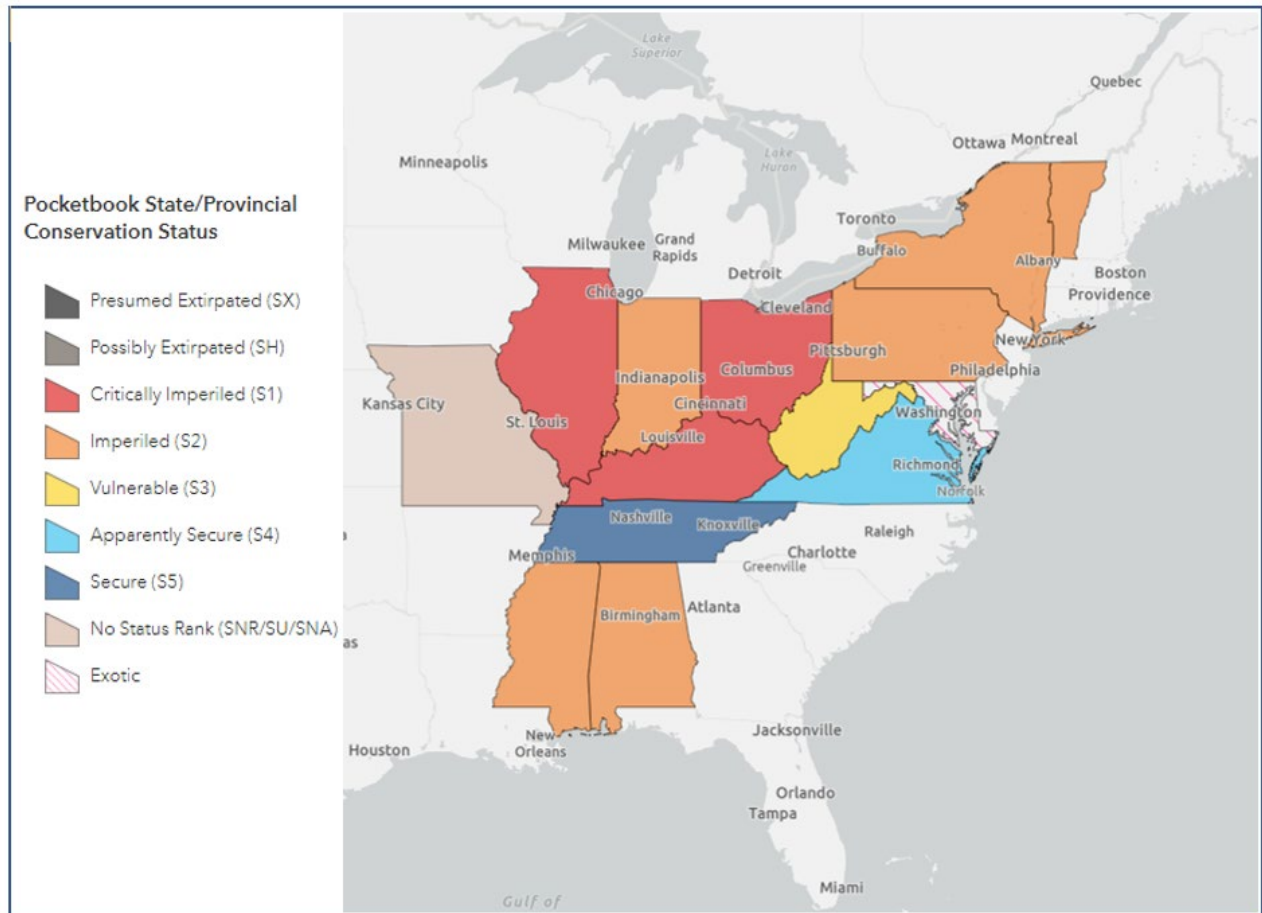 Pocketbook State/Provincial
Conservation Status
Presumed Extirpated (SX)
Possibly Extirpated (SH)
Critically Imperiled (S1)
Imperiled (S2)
Vulnerable (S3)
Apparently Secure (S4)
Secure (S5)
No Status Rank (SNR/SU/SNA)
Exotic
Lake
Superior
Quebec
Ottawa
Montreal
Minneapolis
Lake
Huron
Toronto
Milwaukee
Grand
Rapids
Buffalo
Albany
Detroit
Boston
Chicago
Providence
Cleveland
New York
Pittsburgh
Philadelphia
Columbus
Indianapolis
Kansas City
Cincinnati
Washington
St. Louis
Louisville
Richmond
Norfolk
Nashville
Knoxville
Raleigh
Memphis
Charlotte
Greenville
Birmingham
Atlanta
as
Jacksonville
New
Orleans
Houston
Orlando
Tampa
Miami
Gulf of